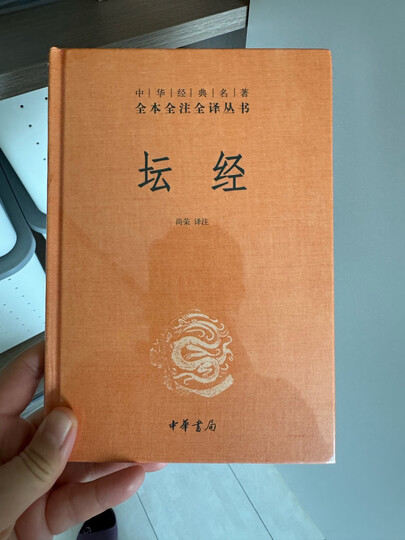 中华经典名著
全本全注全译丛书
坛经
尚荣 译注
中華書局